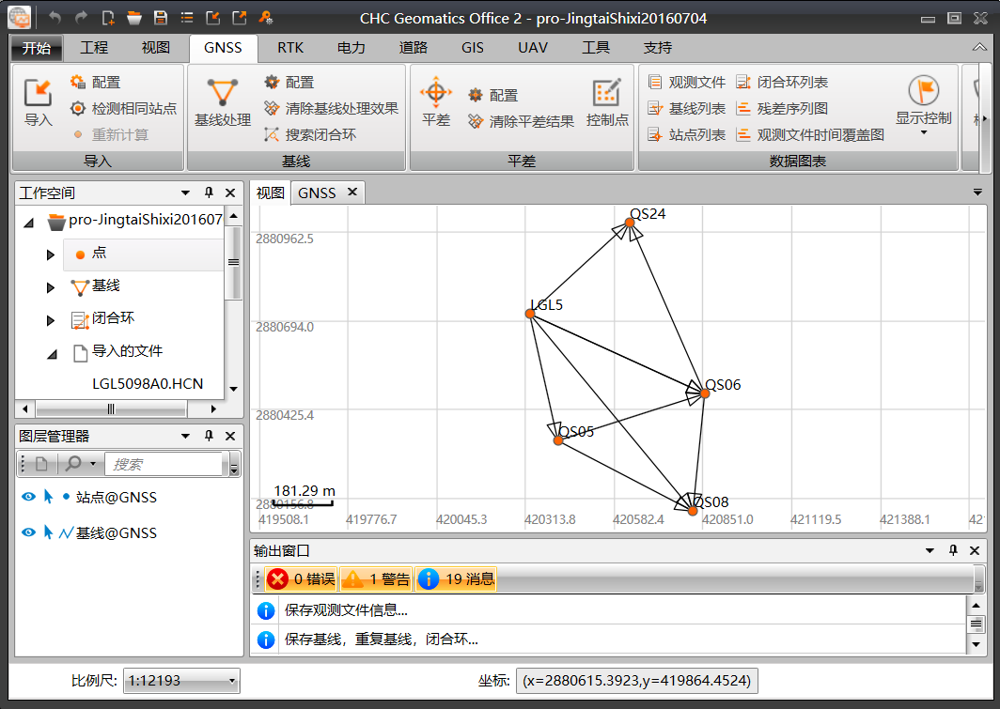 CHC Geomatics Office 2 - pro-JingtaiShixi20160704
开始 工程 视图 GNSS RTK 电力 道路 GIS UAV 工具 支持
导入 配置 检测相同站点 重新计算
基线处理 配置 清除基线处理效果 搜索闭合环
平差 配置 清除平差结果 控制点
观测文件 闭合环列表
基线列表 残差序列图
站点列表 观测文件时间覆盖图
显示控制
导入 基线 平差 数据图表
工作空间
pro-JingtaiShixi201607
点
基线
闭合环
导入的文件
LGL5098A0.HCN
图层管理器
搜索
站点@GNSS
基线@GNSS
视图 GNSS
QS24
2880962.5
LGL5
2880694.0
QS06
2880425.4
QS05
181.29 m
QS08
2880156.8
419508.1 419776.7 420045.3 420313.8 420582.4 420851.0 421119.5 421388.1 421
输出窗口
0 错误 1 警告 19 消息
保存观测文件信息...
保存基线，重复基线，闭合环...
比例尺: 1:12193 坐标: (x=2880615.3923,y=419864.4524)